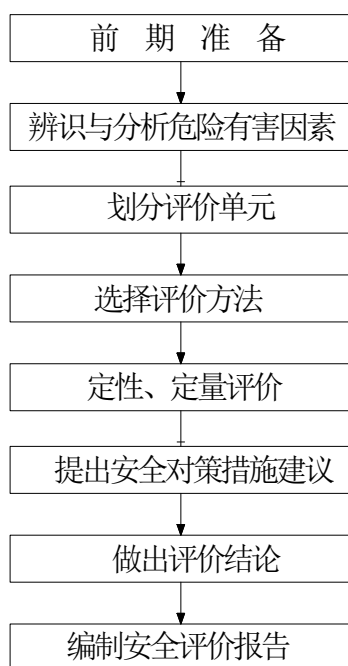 前期准备
辨识与分析危险有害因素
划分评价单元
选择评价方法
定性、定量评价
提出安全对策措施建议
做出评价结论
编制安全评价报告